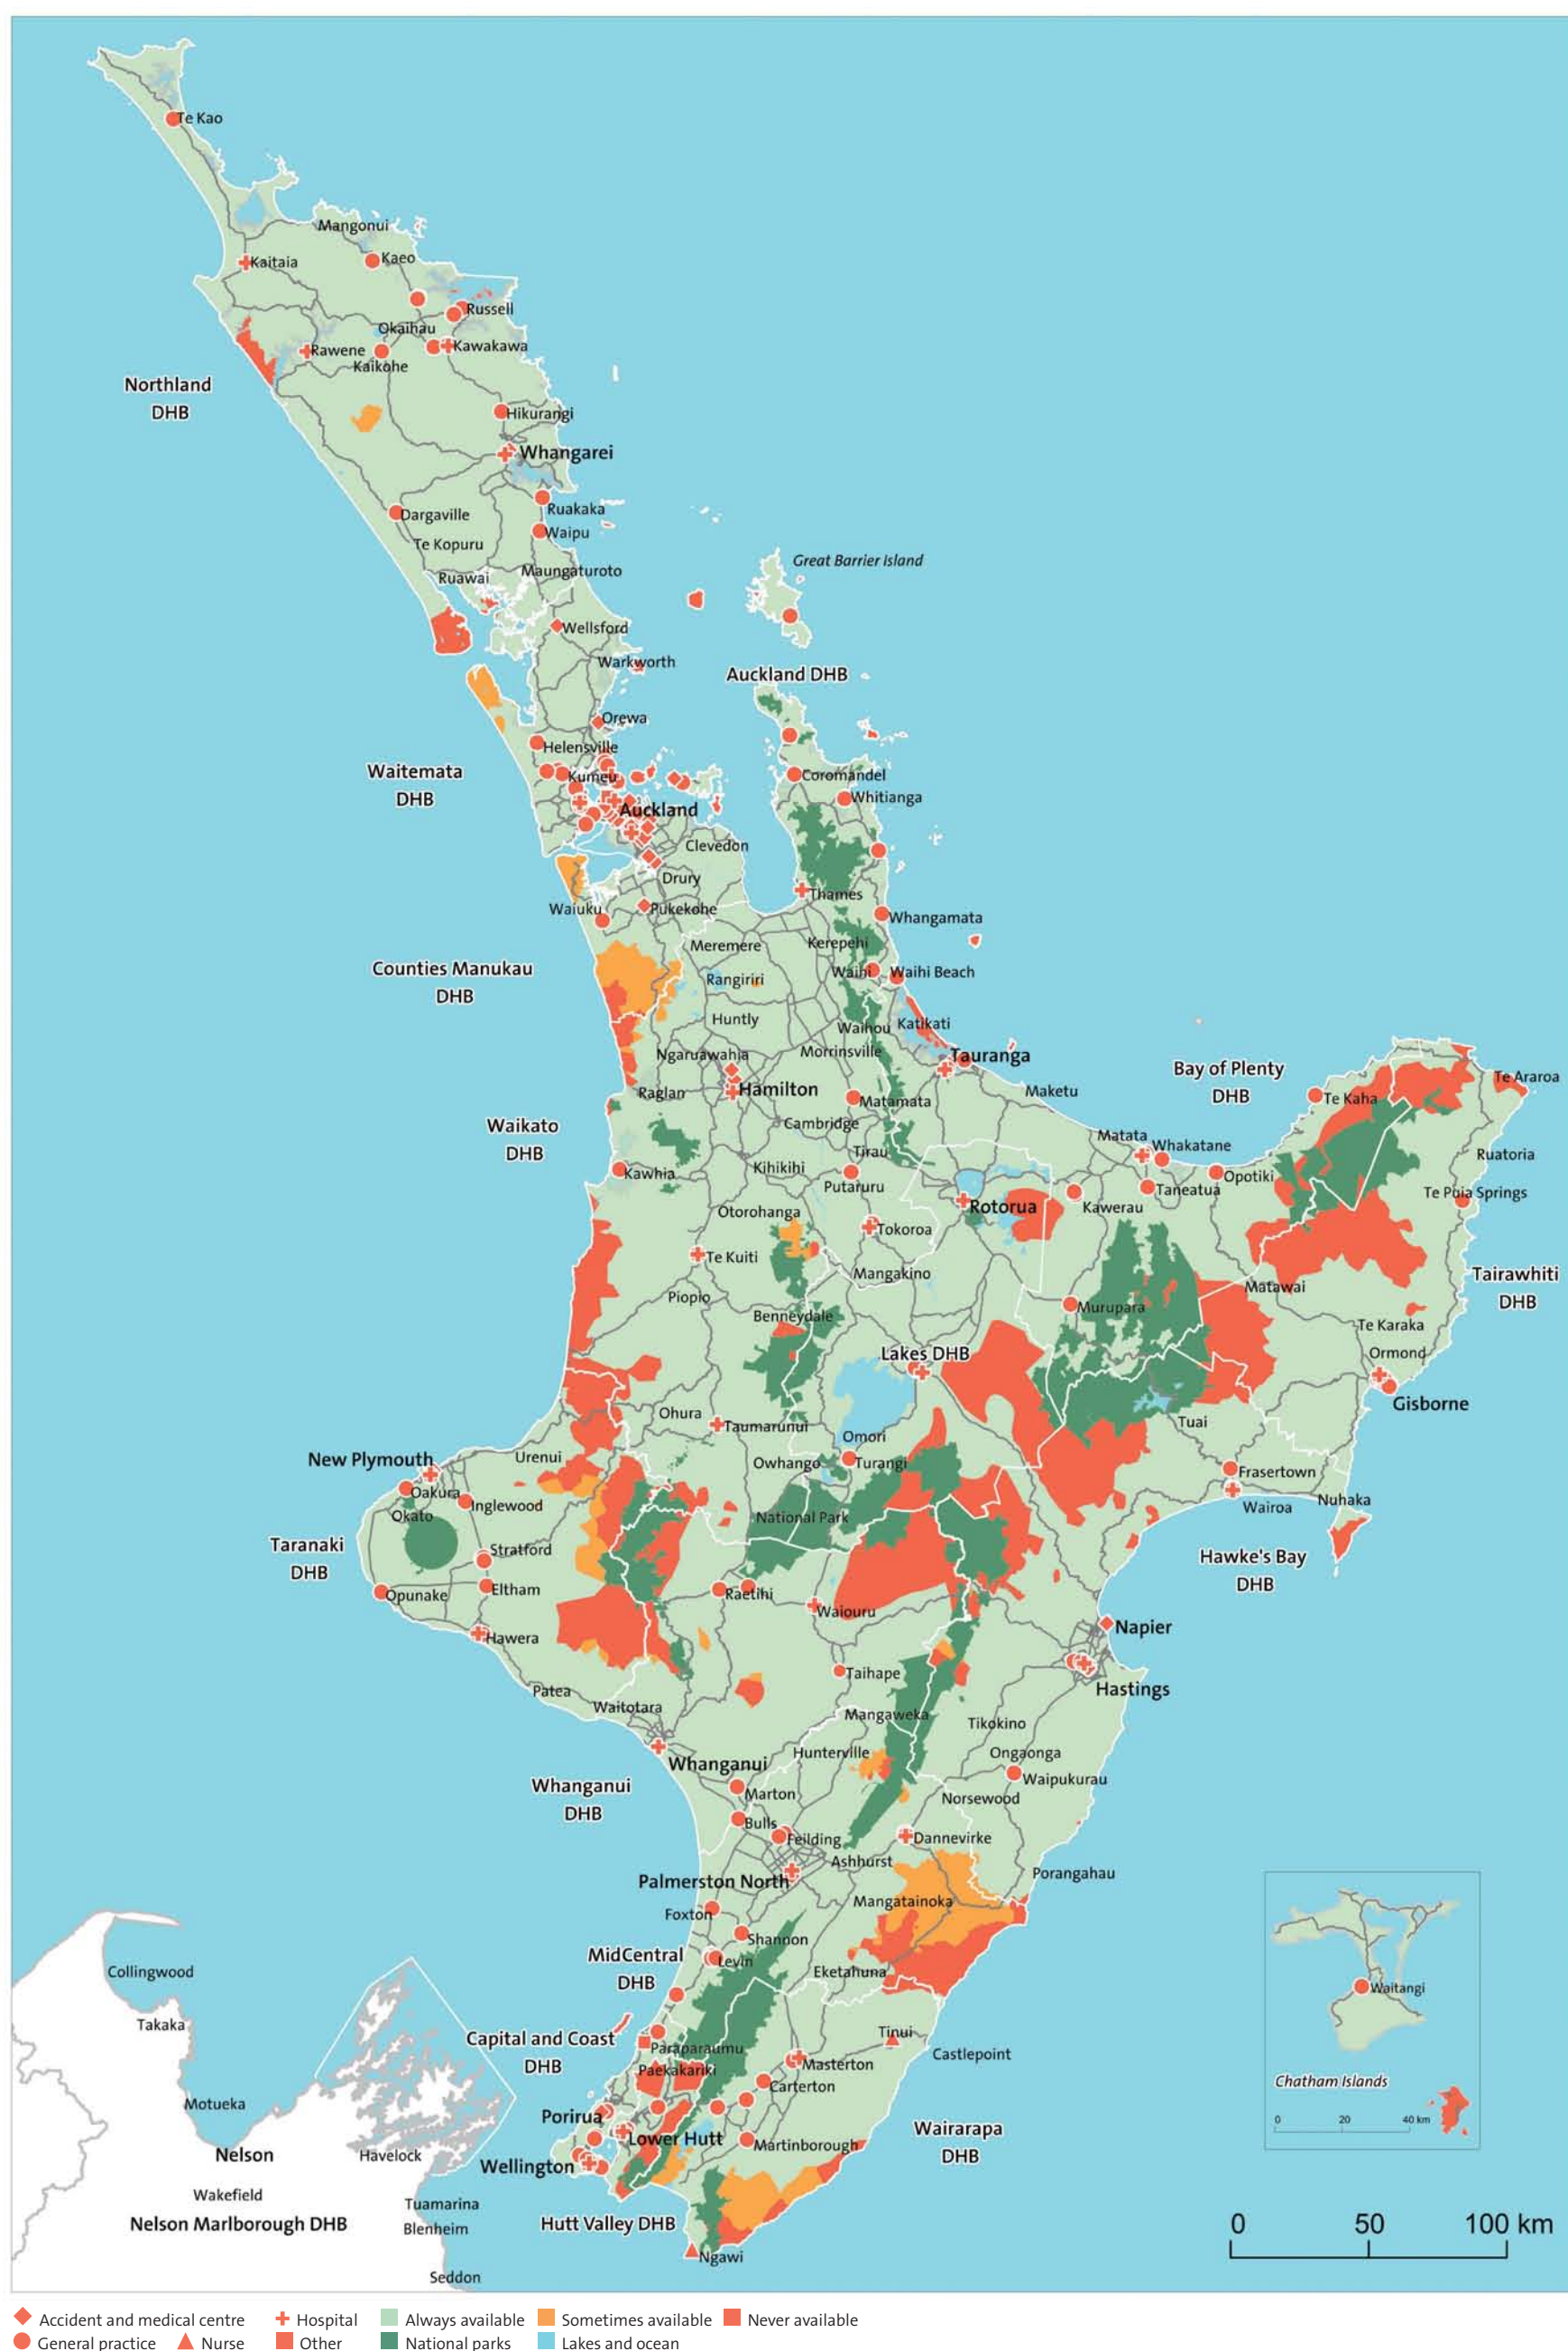 Te Kao
Mangonui
Kaeo
Kaitaia
Russell
Okaihau
Kawakawa
Rawene
Kaikohe
Northland
DHB
Hikurangi
Whangarei
Ruakaka
Dargaville
Waipu
Te Kopuru
Great Barrier Island
Maungaturoto
Ruawai
Wellsford
Warkworth
Auckland DHB
Orewa
Helensville
Waitemata
DHB
Kumeu
Coromandel
Whitianga
Auckland
Clevedon
Drury
Thames
Waiuku
Pukekohe
Whangamata
Meremere
Kerepehi
Counties Manukau
DHB
Waihi
Waihi Beach
Rangiriri
Huntly
Waihou
Katikati
Ngaruawahia
Morrinsville
Tauranga
Bay of Plenty
DHB
Te Araroa
Raglan
Hamilton
Matamata
Maketu
Te Kaha
Waikato
DHB
Cambridge
Matata
Whakatane
Tirau
Ruatoria
Kawhia
Kihikihi
Putaruru
Opotiki
Taneatua
Te Puia Springs
Otorohanga
Rotorua
Kawerau
Tokoroa
Te Kuiti
Mangakino
Tairawhiti
DHB
Matawai
Piopio
Benneydale
Murupara
Te Karaka
Lakes DHB
Ormond
Gisborne
Ohura
Taumarunui
Tuai
Omori
New Plymouth
Urenui
Owhango
Turangi
Frasertown
Oakura
Inglewood
Wairoa
Nuhaka
Okato
National Park
Taranaki
DHB
Stratford
Hawke's Bay
DHB
Opunake
Eltham
Raetihi
Waiouru
Napier
Hawera
Taihape
Hastings
Patea
Waitotara
Mangaweka
Tikokino
Whanganui
Hunterville
Ongaonga
Waipukurau
Whanganui
DHB
Marton
Norsewood
Bulls
Feilding
Dannevirke
Ashhurst
Porangahau
Palmerston North
Mangatainoka
Foxton
Shannon
MidCentral
DHB
Levin
Eketahuna
Collingwood
Waitangi
Takaka
Capital and Coast
DHB
Tinui
Castlepoint
Paraparaumu
Paekakariki
Masterton
Carterton
Chatham Islands
0 20 40 km
Motueka
Porirua
Lower Hutt
Martinborough
Wairarapa
DHB
Nelson
Havelock
Wellington
Wakefield
Tuamarina
Nelson Marlborough DHB
Blenheim
Hutt Valley DHB
0 50 100 km
Ngawi
Seddon
Accident and medical centre Hospital Always available Sometimes available Never available
General practice Nurse Other National parks Lakes and ocean